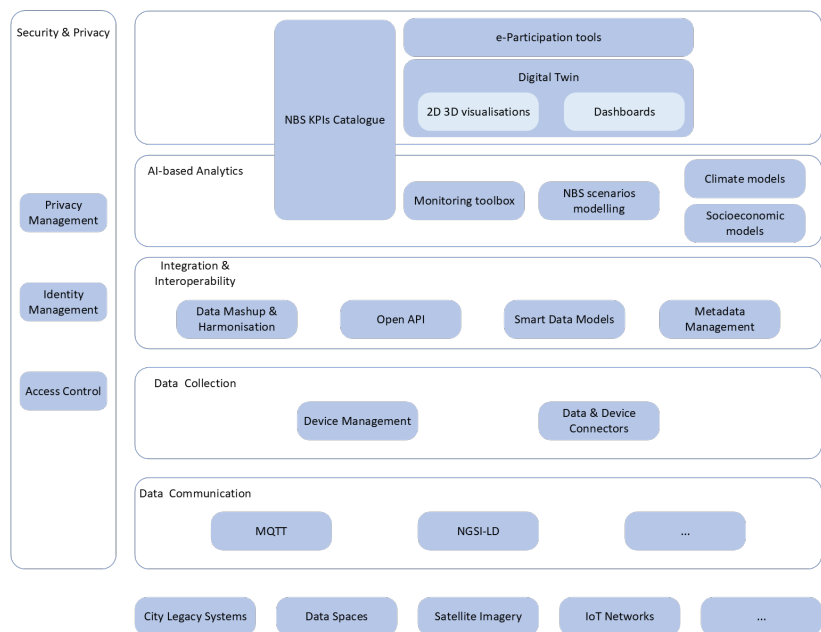 Security & Privacy
Privacy
Management
Identity
Management
Access Control
NBS KPIs Catalogue
e-Participation tools
Digital Twin
2D 3D visualisations
Dashboards
AI-based Analytics
Monitoring toolbox
NBS scenarios
modelling
Climate models
Socioeconomic
models
Integration &
Interoperability
Data Mashup &
Harmonisation
Open API
Smart Data Models
Metadata
Management
Data Collection
Device Management
Data & Device
Connectors
Data Communication
MQTT
NGSI-LD
...
City Legacy Systems
Data Spaces
Satellite Imagery
IoT Networks
...